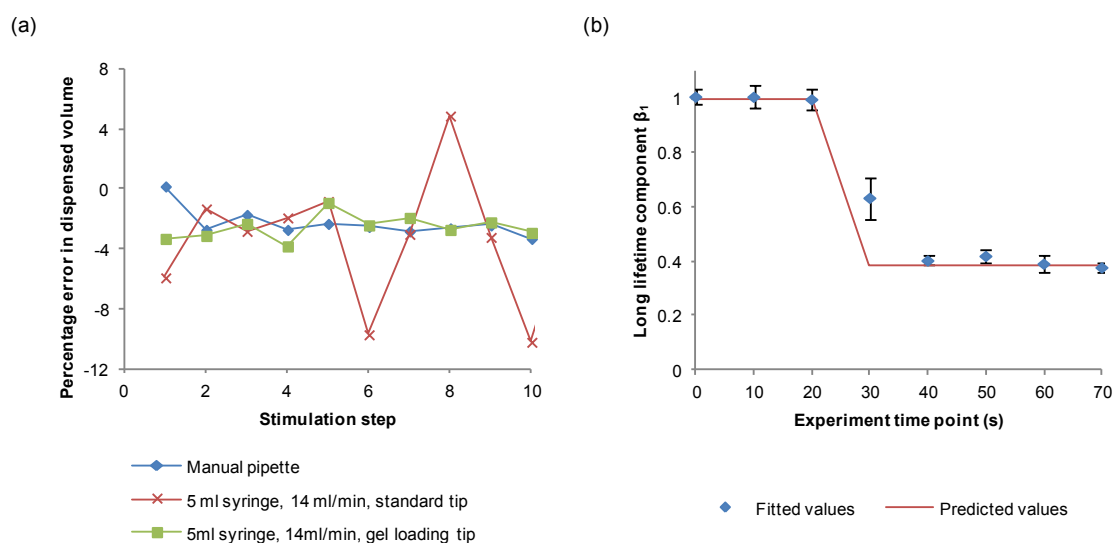 (a)
8
4
0
-4
-8
-12
0
2
4
6
8
10
Percentage error in dispensed volume
Stimulation step
Manual pipette
5 ml syringe, 14 ml/min, standard tip
5ml syringe, 14ml/min, gel loading tip
(b)
1
0.8
0.6
0.4
0.2
0
0
10
20
30
40
50
60
70
Long lifetime component β₁
Experiment time point (s)
Fitted values
Predicted values